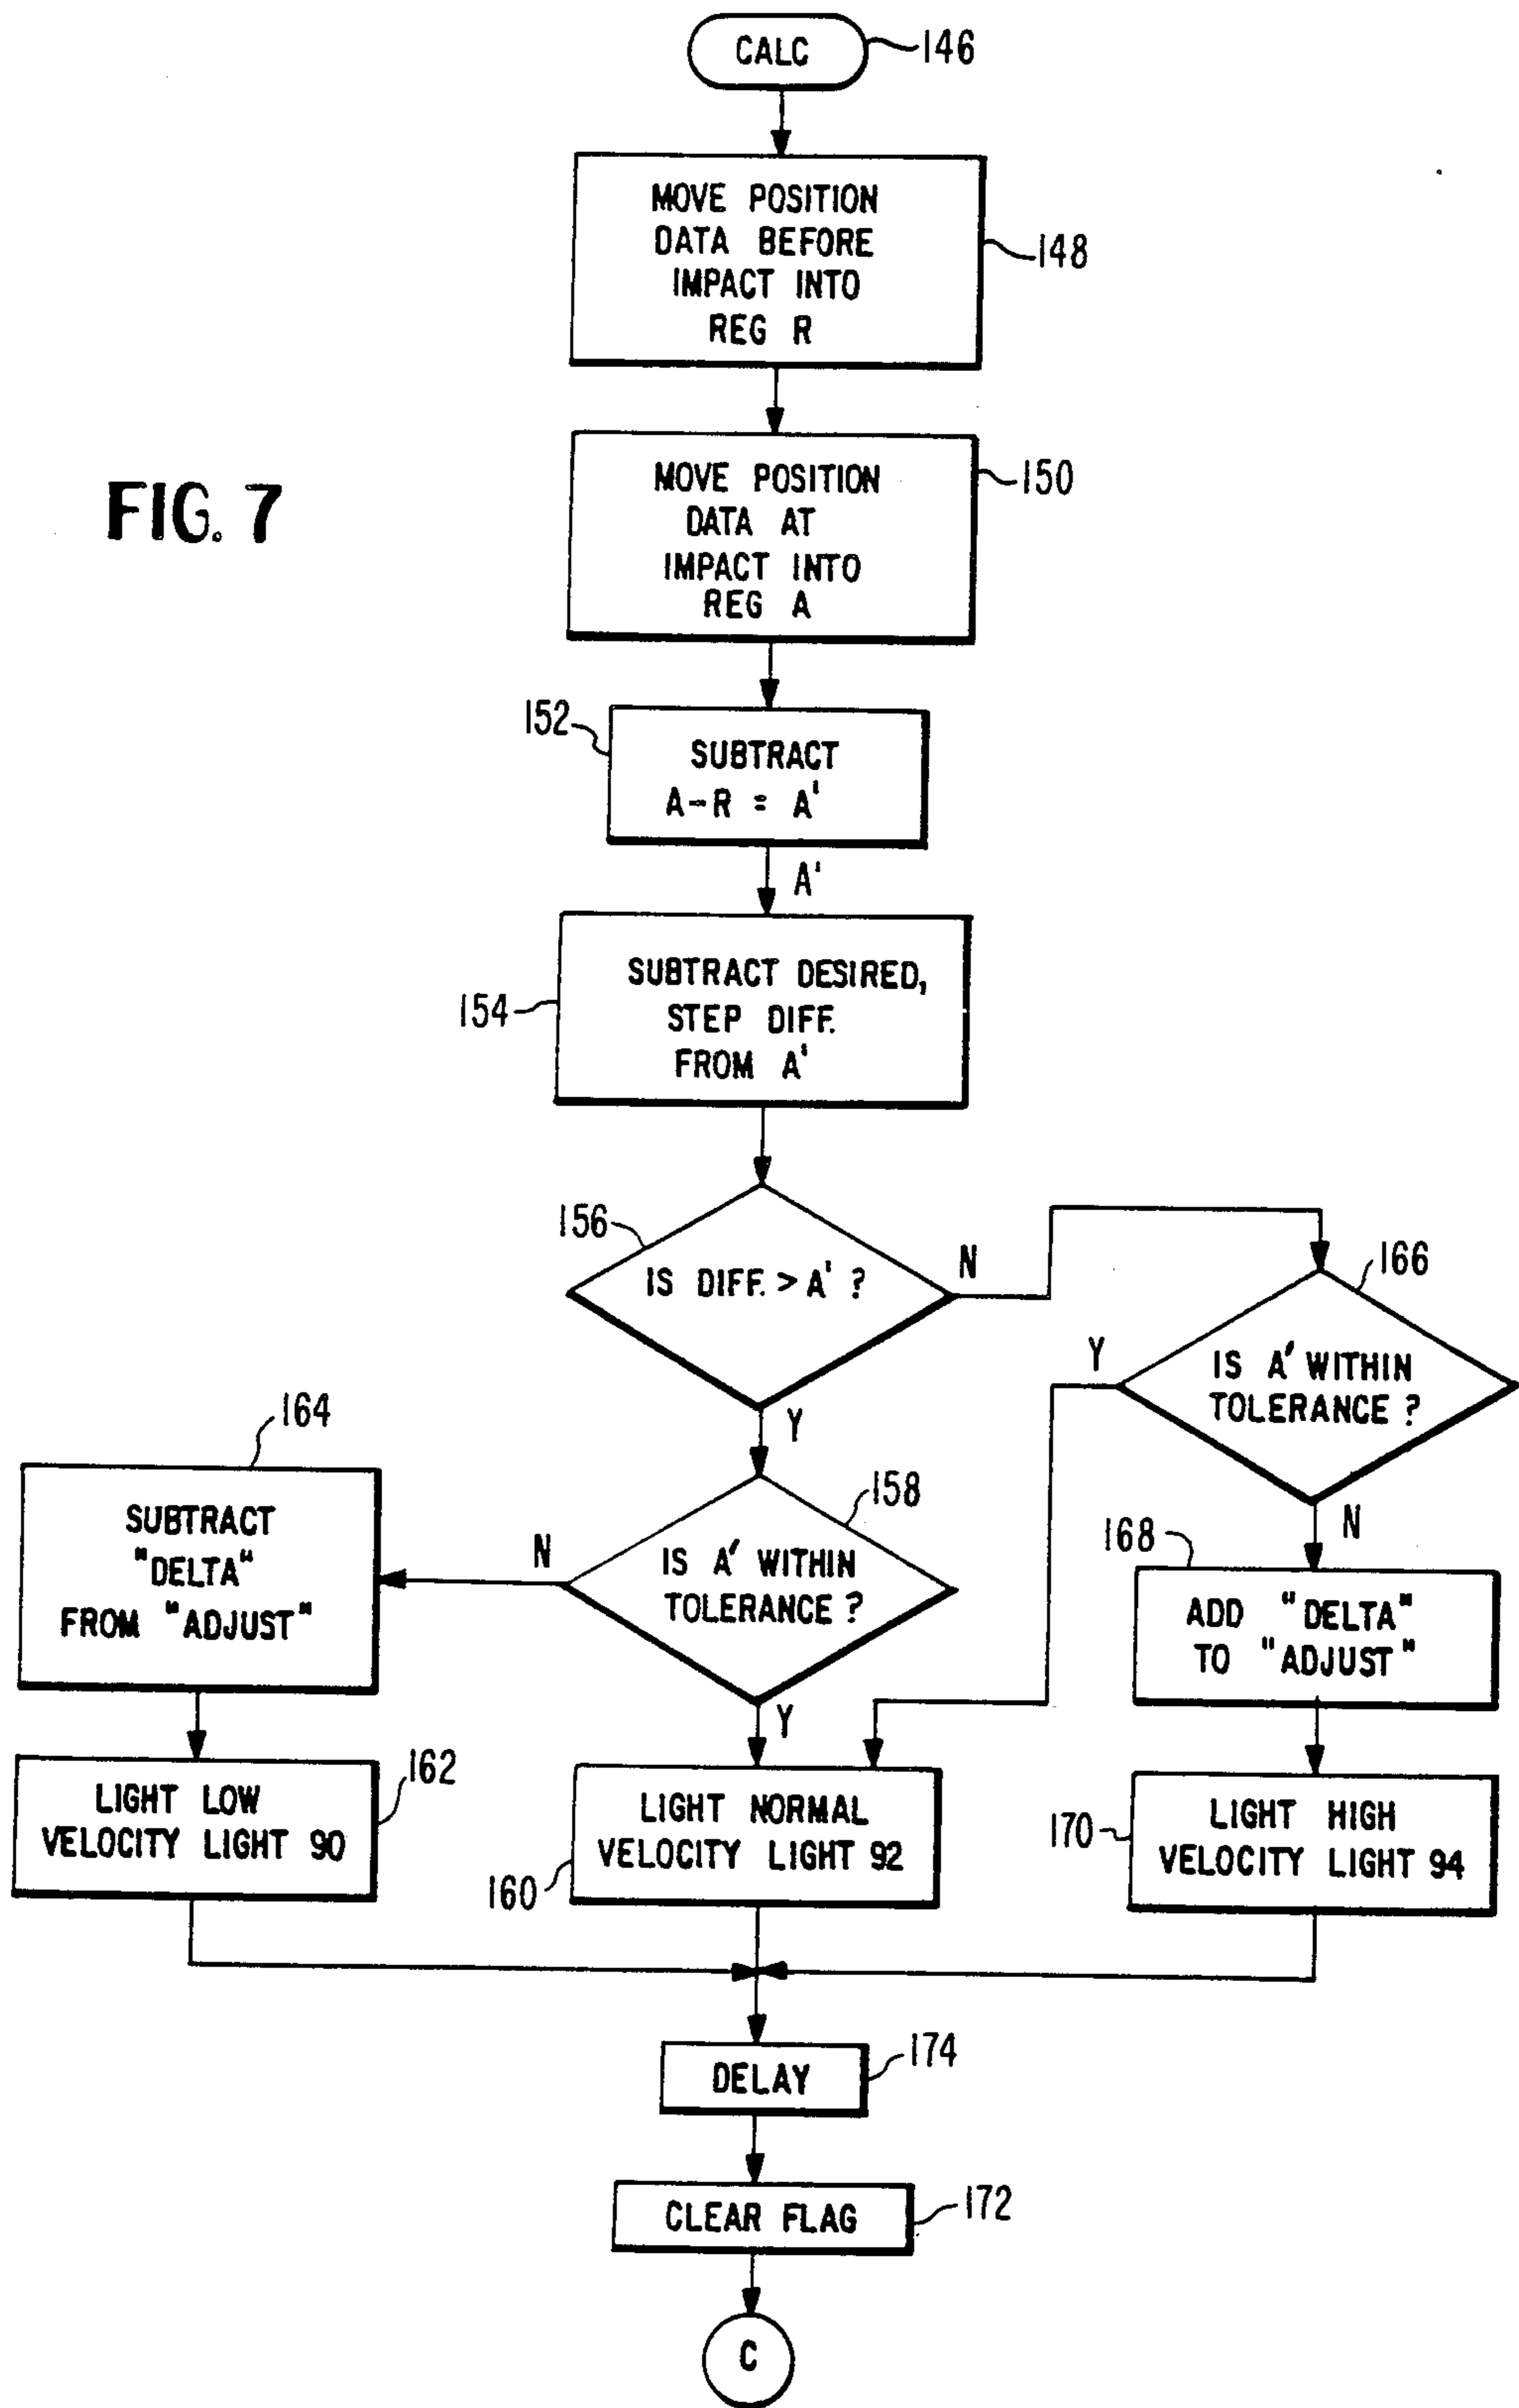 CALC
146
MOVE POSITION
DATA BEFORE
IMPACT INTO
REG R
148
FIG. 7
MOVE POSITION
DATA AT
IMPACT INTO
REG A
150
152
SUBTRACT
A-R = A'
A'
154
SUBTRACT DESIRED,
STEP DIFF.
FROM A'
156
IS DIFF. > A' ?
N
Y
166
IS A' WITHIN
TOLERANCE ?
Y
N
158
IS A' WITHIN
TOLERANCE ?
N
Y
164
SUBTRACT
"DELTA"
FROM "ADJUST"
168
ADD "DELTA"
TO "ADJUST"
162
LIGHT LOW
VELOCITY LIGHT 90
160
LIGHT NORMAL
VELOCITY LIGHT 92
170
LIGHT HIGH
VELOCITY LIGHT 94
DELAY
174
CLEAR FLAG
172
C